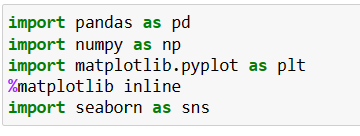 import pandas as pd
import numpy as np
import matplotlib.pyplot as plt
%matplotlib inline
import seaborn as sns